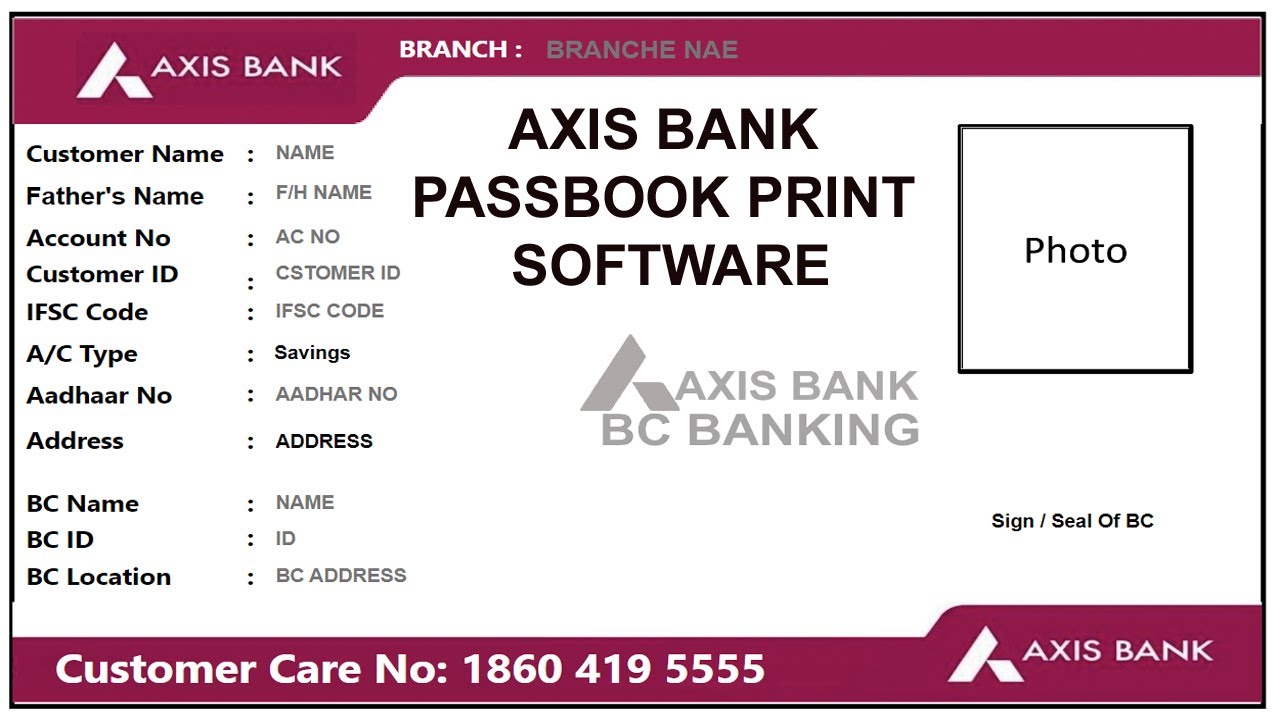 AXIS BANK
BRANCH : BRANCHE NAE
AXIS BANK
PASSBOOK PRINT
SOFTWARE
Customer Name : NAME
Father's Name : F/H NAME
Account No : AC NO
Customer ID : CSTOMER ID
IFSC Code : IFSC CODE
A/C Type : Savings
Aadhaar No : AADHAR NO
Address : ADDRESS
BC Name : NAME
BC ID : ID
BC Location : BC ADDRESS
Photo
AXIS BANK
BC BANKING
Sign / Seal Of BC
Customer Care No: 1860 419 5555
AXIS BANK